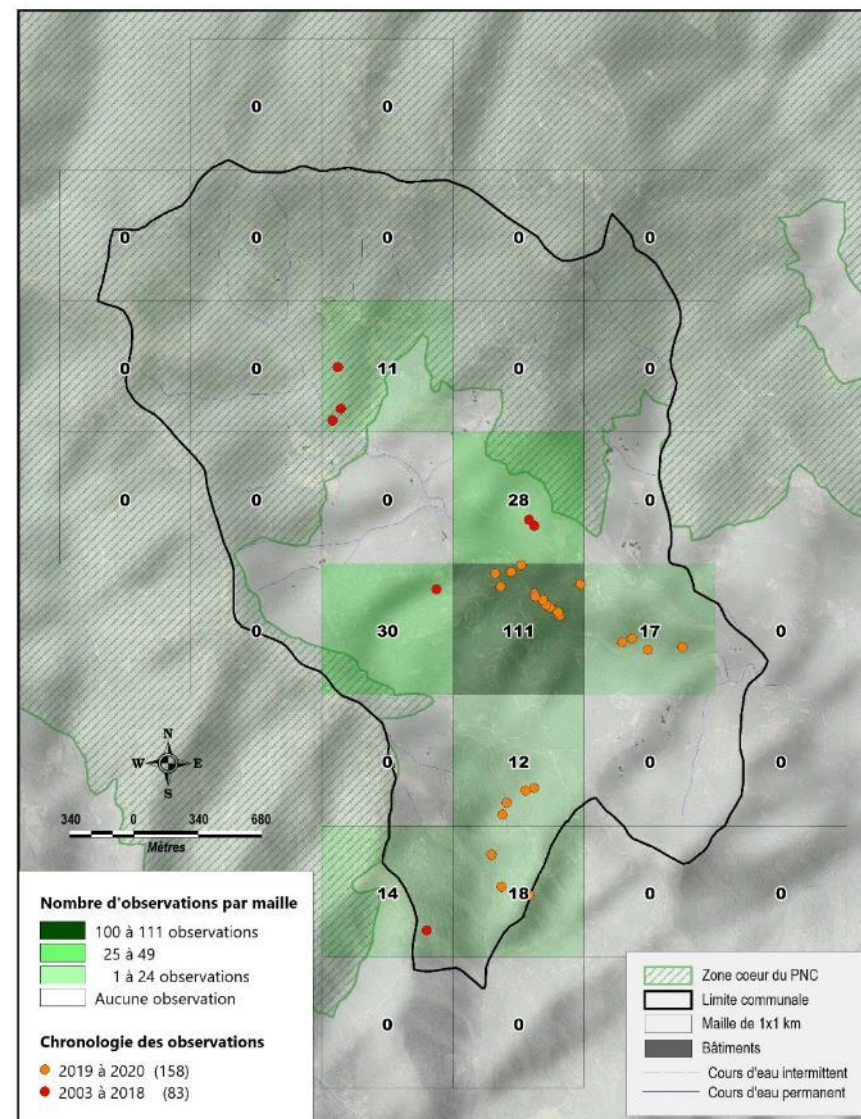 0 0
0 0 0 0 0
0 0 11 0
0 0 0 28 0
0 30 111 17 0
0 12 0 0
14 18 0 0
0 0
N
W E
S
340 0 340 680
Mètres
Nombre d'observations par maille
100 à 111 observations
25 à 49
1 à 24 observations
Aucune observation
Chronologie des observations
2019 à 2020 (158)
2003 à 2018 (83)
Zone coeur du PNC
Limite communale
Maille de 1x1 km
Bâtiments
Cours d'eau intermittent
Cours d'eau permanent